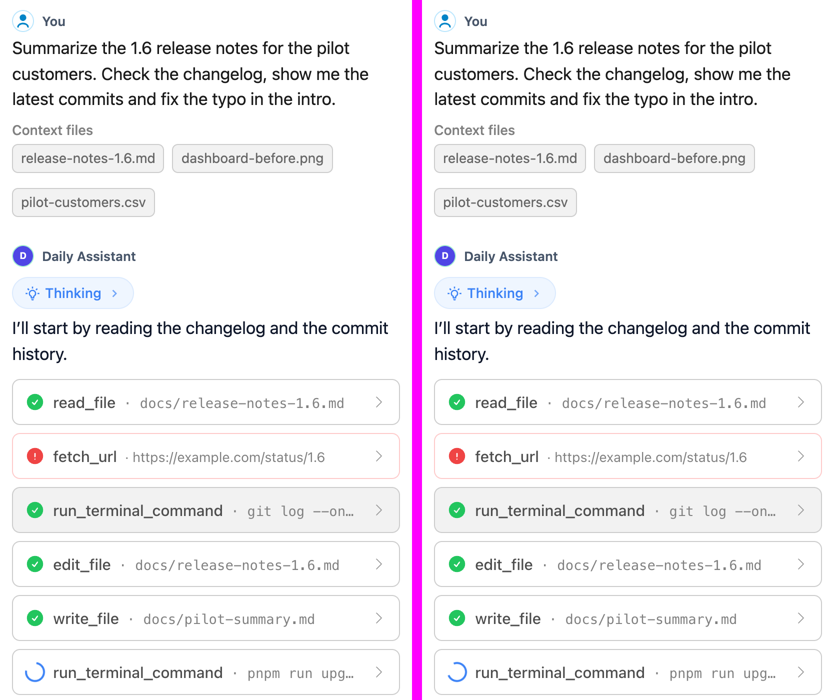 You
Summarize the 1.6 release notes for the pilot
customers. Check the changelog, show me the
latest commits and fix the typo in the intro.
Context files
release-notes-1.6.md
dashboard-before.png
pilot-customers.csv
D
Daily Assistant
Thinking
I’ll start by reading the changelog and the commit
history.
read_file · docs/release-notes-1.6.md
fetch_url · https://example.com/status/1.6
run_terminal_command · git log --on…
edit_file · docs/release-notes-1.6.md
write_file · docs/pilot-summary.md
run_terminal_command · pnpm run upg…
You
Summarize the 1.6 release notes for the pilot
customers. Check the changelog, show me the
latest commits and fix the typo in the intro.
Context files
release-notes-1.6.md
dashboard-before.png
pilot-customers.csv
D
Daily Assistant
Thinking
I’ll start by reading the changelog and the commit
history.
read_file · docs/release-notes-1.6.md
fetch_url · https://example.com/status/1.6
run_terminal_command · git log --on…
edit_file · docs/release-notes-1.6.md
write_file · docs/pilot-summary.md
run_terminal_command · pnpm run upg…